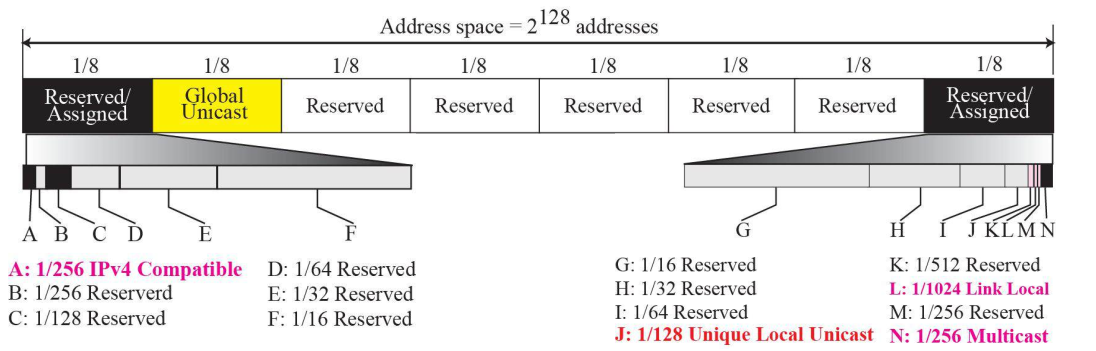 Address space = 2^128 addresses
1/8 1/8 1/8 1/8 1/8 1/8 1/8 1/8
Reserved/ Assigned
Global Unicast
Reserved
Reserved
Reserved
Reserved
Reserved
Reserved/ Assigned
A B C D E F G H I J K L M N
A: 1/256 IPv4 Compatible
B: 1/256 Reserverd
C: 1/128 Reserved
D: 1/64 Reserved
E: 1/32 Reserved
F: 1/16 Reserved
G: 1/16 Reserved
H: 1/32 Reserved
I: 1/64 Reserved
J: 1/128 Unique Local Unicast
K: 1/512 Reserved
L: 1/1024 Link Local
M: 1/256 Reserved
N: 1/256 Multicast